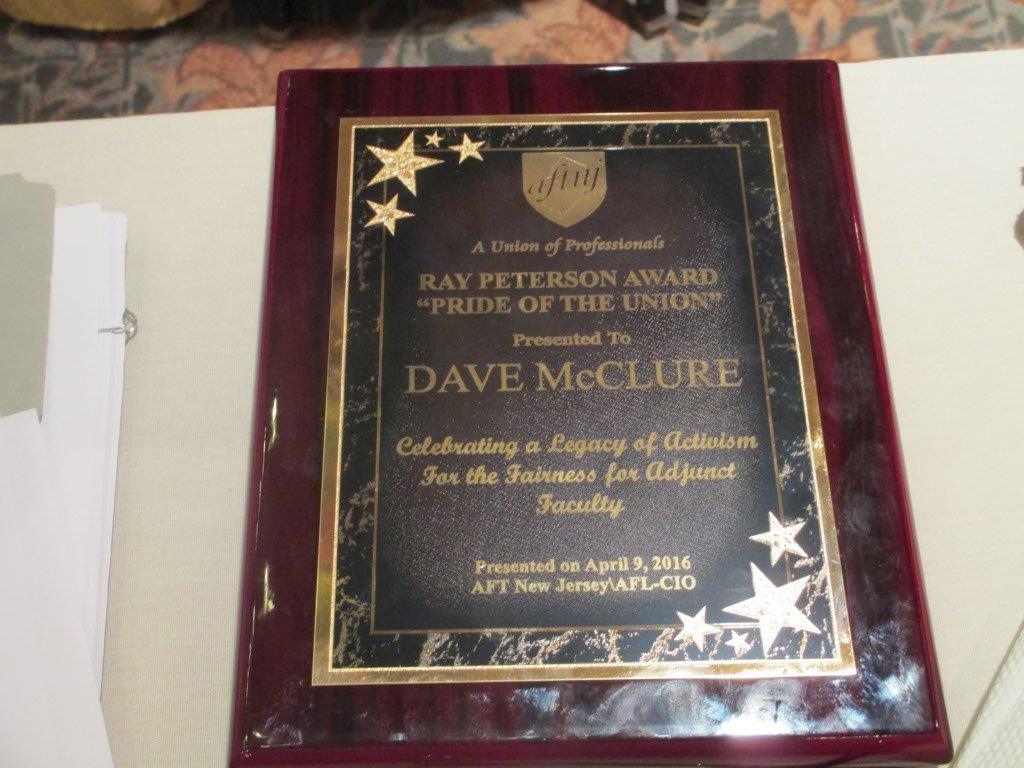 aftnj
A Union of Professionals
RAY PETERSON AWARD
“PRIDE OF THE UNION”
Presented To
DAVE McCLURE
Celebrating a Legacy of Activism
For the Fairness for Adjunct
Faculty
Presented on April 9, 2016
AFT New Jersey\AFL-CIO